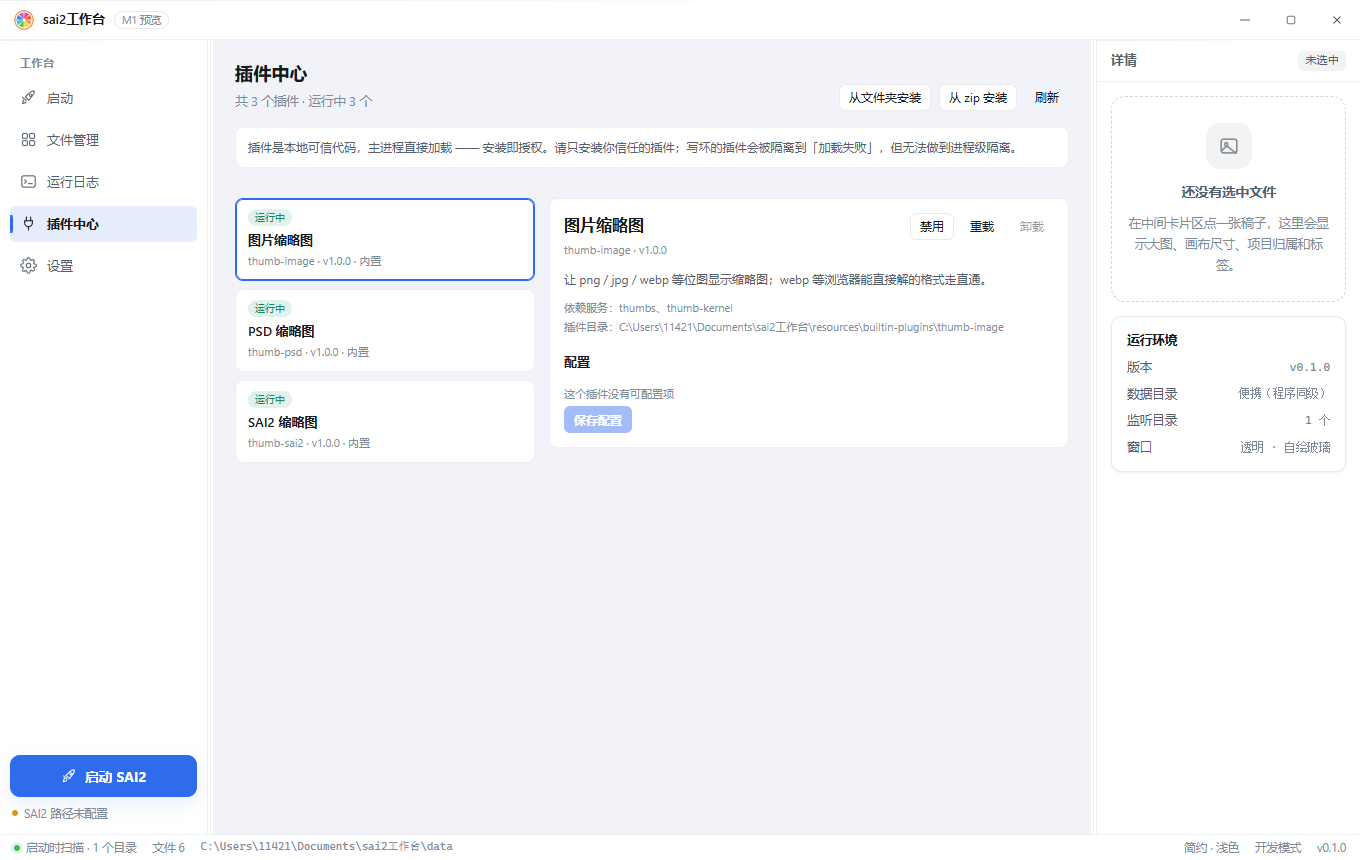 sai2工作台 M1 预览
工作台
启动
文件管理
运行日志
插件中心
设置
启动 SAI2
SAI2 路径未配置
插件中心
共 3 个插件 · 运行中 3 个
从文件夹安装 从 zip 安装 刷新
插件是本地可信代码，主进程直接加载 —— 安装即授权。请只安装你信任的插件；写坏的插件会被隔离到「加载失败」，但无法做到进程级隔离。
运行中
图片缩略图
thumb-image · v1.0.0 · 内置
运行中
PSD 缩略图
thumb-psd · v1.0.0 · 内置
运行中
SAI2 缩略图
thumb-sai2 · v1.0.0 · 内置
图片缩略图 禁用 重载 卸载
thumb-image · v1.0.0
让 png / jpg / webp 等位图显示缩略图；webp 等浏览器能直接解的格式走直通。
依赖服务：thumbs、thumb-kernel
插件目录：C:\Users\11421\Documents\sai2工作台\resources\builtin-plugins\thumb-image
配置
这个插件没有可配置项
保存配置
详情 未选中
还没有选中文件
在中间卡片区点一张稿子，这里会显
示大图、画布尺寸、项目归属和标
签。
运行环境
版本 v0.1.0
数据目录 便携（程序同级）
监听目录 1 个
窗口 透明 · 自绘玻璃
启动时扫描 · 1 个目录 文件 6 C:\Users\11421\Documents\sai2工作台\data 简约 · 浅色 开发模式 v0.1.0